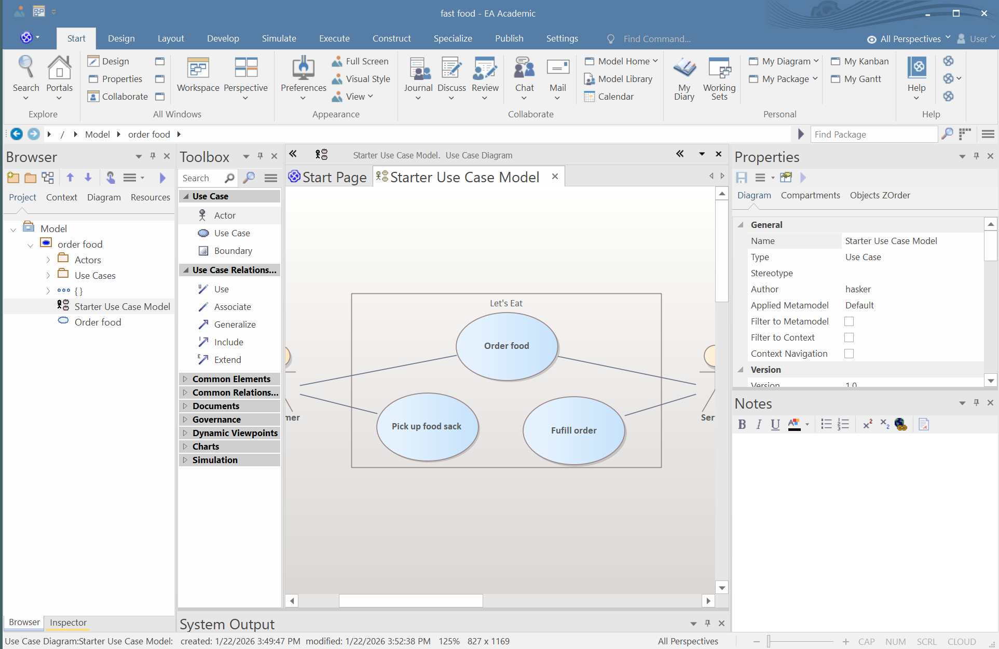 fast food - EA Academic
Start Design Layout Develop Simulate Execute Construct Specialize Publish Settings Find Command... All Perspectives User
Search Portals
Explore
Design
Properties
Collaborate
Workspace Perspective
All Windows
Preferences
Full Screen
Visual Style
View
Appearance
Journal Discuss Review Chat Mail
Model Home
Model Library
Calendar
Collaborate
My Diary
Working Sets
My Diagram
My Package
My Kanban
My Gantt
Personal
Help
Help
/ Model order food
Find Package
Browser
Project Context Diagram Resources
Model
order food
Actors
Use Cases
{ }
Starter Use Case Model
Order food
Browser Inspector
Toolbox
Search
Use Case
Actor
Use Case
Boundary
Use Case Relations...
Use
Associate
Generalize
Include
Extend
Common Elements
Common Relations...
Documents
Governance
Dynamic Viewpoints
Charts
Simulation
Starter Use Case Model. Use Case Diagram
Start Page Starter Use Case Model
Let's Eat
Order food
Pick up food sack
Fufill order
mer
Ser
System Output
Properties
Diagram Compartments Objects ZOrder
General
Name Starter Use Case Model
Type Use Case
Stereotype
Author hasker
Applied Metamodel Default
Filter to Metamodel
Filter to Context
Context Navigation
Version
Version 1.0
Notes
B I U A x2 x2
Use Case Diagram:Starter Use Case Model: created: 1/22/2026 3:49:47 PM modified: 1/22/2026 3:52:38 PM 125% 827 x 1169 All Perspectives CAP NUM SCRL CLOUD